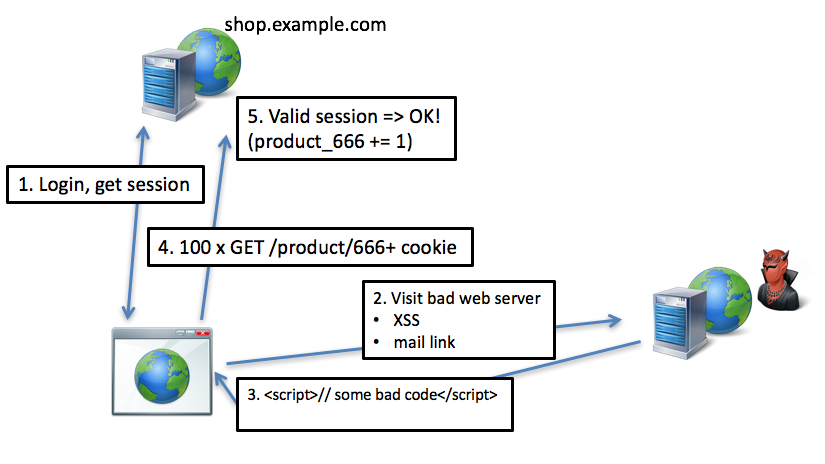 shop.example.com
5. Valid session => OK!
(product_666 += 1)
1. Login, get session
4. 100 x GET /product/666+ cookie
2. Visit bad web server
• XSS
• mail link
3. <script>// some bad code</script>